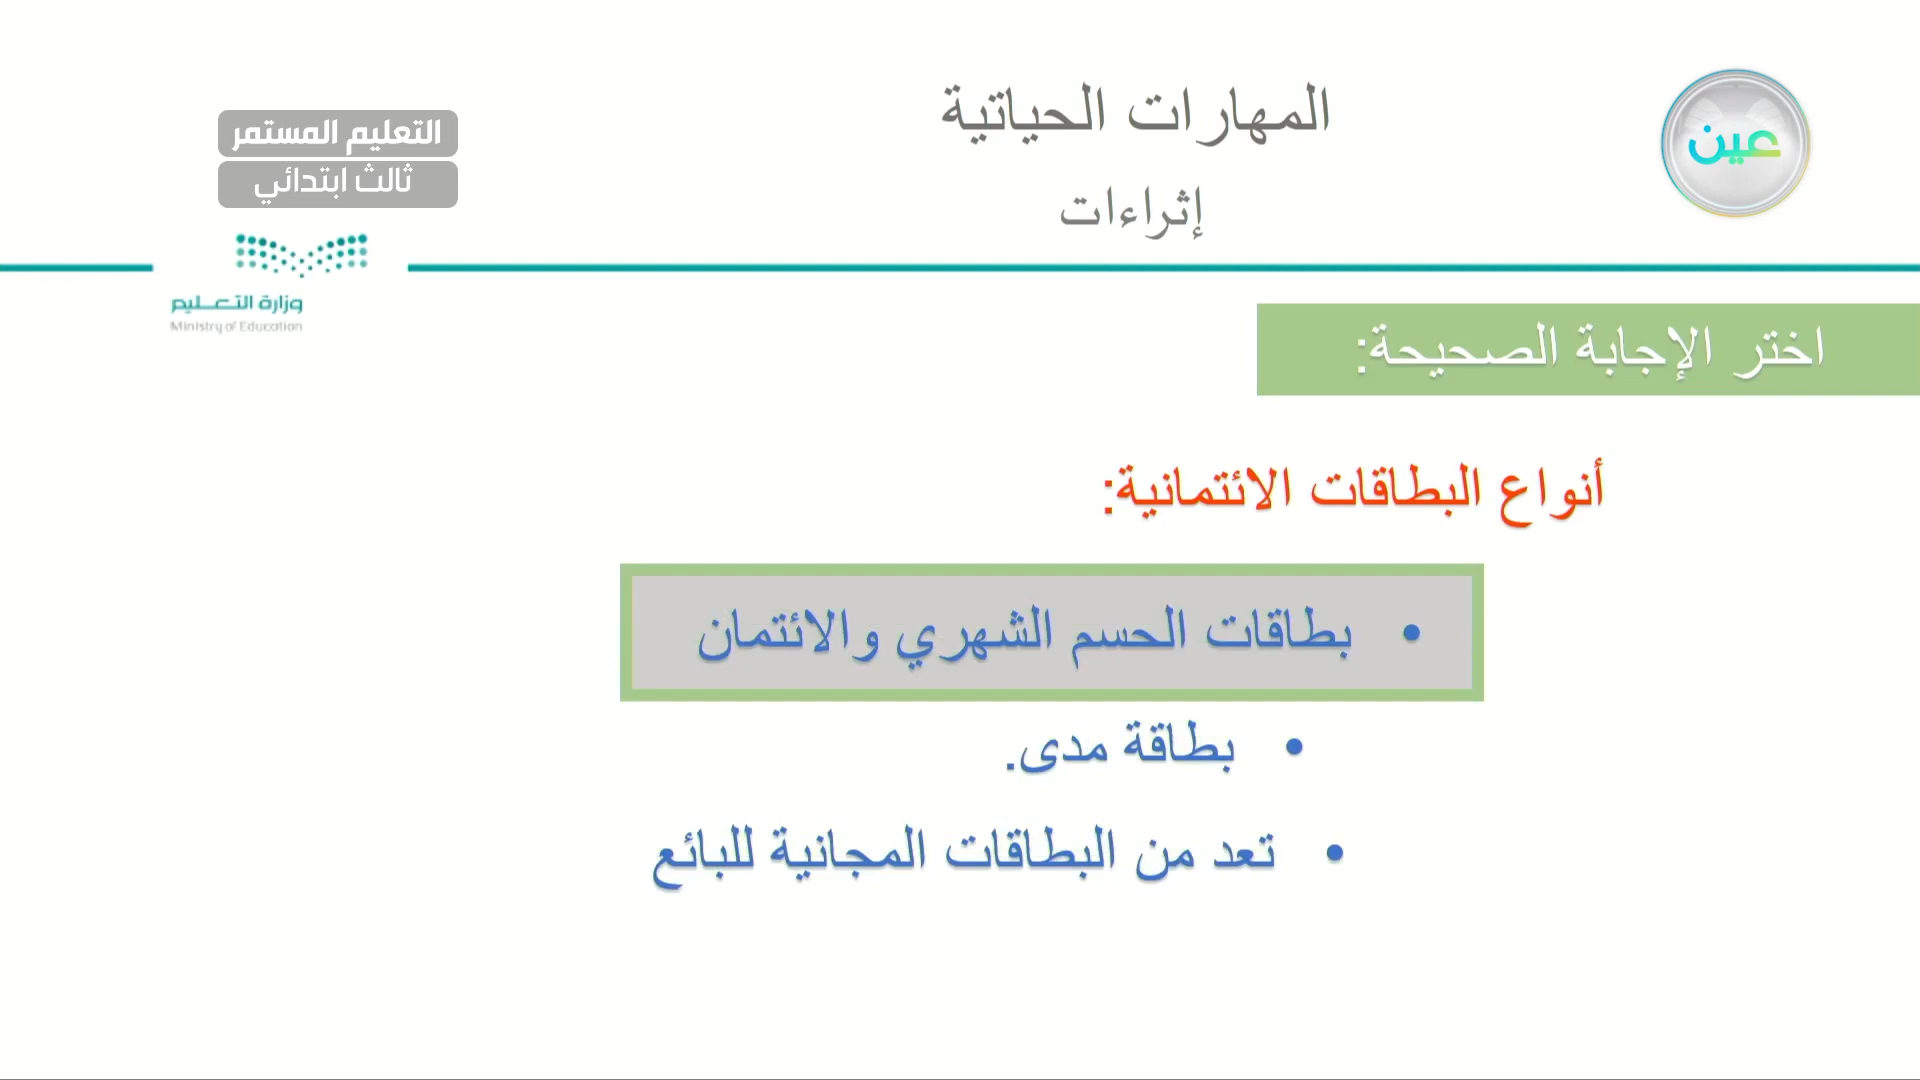 المهارات الحياتية
إثراءات
عين
التعليم المستمر
ثالث ابتدائي
وزارة التعليم
Ministry of Education
اختر الإجابة الصحيحة:
أنواع البطاقات الائتمانية:
• بطاقات الحسم الشهري والائتمان
• بطاقة مدى.
• تعد من البطاقات المجانية للبائع